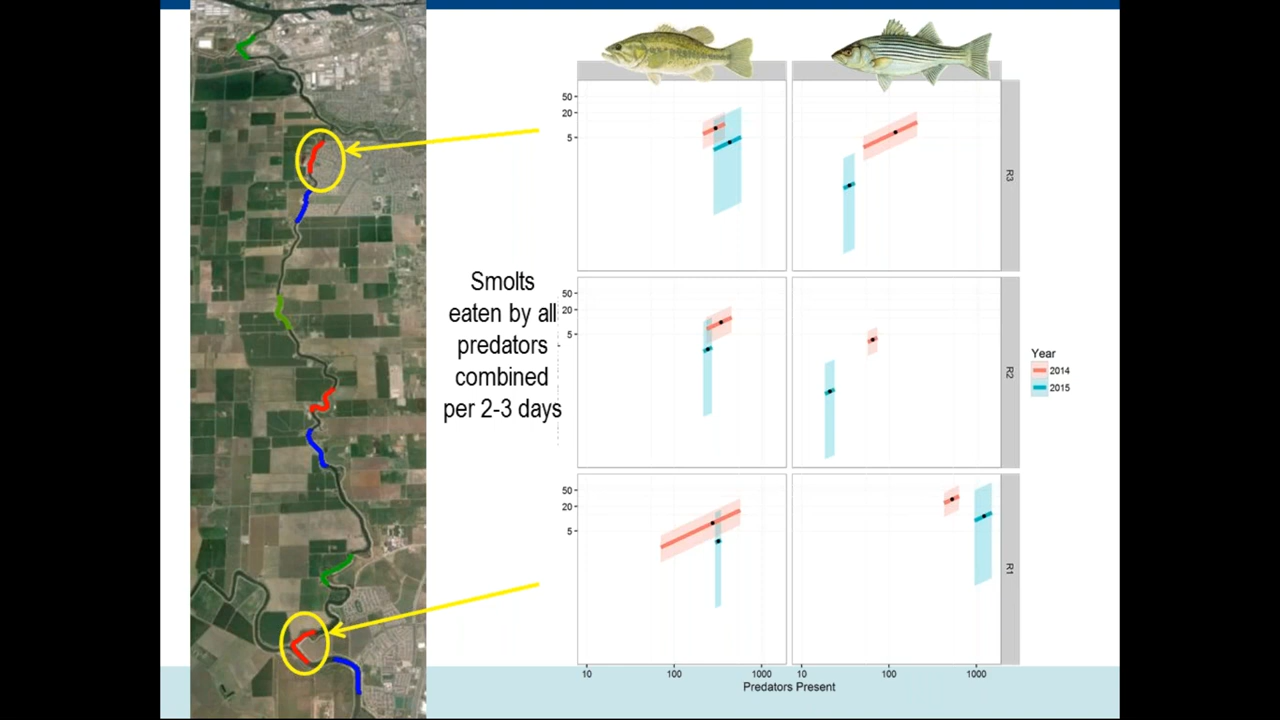 Smolts
eaten by all
predators
combined
per 2-3 days
50
20
5
R3
50
20
5
R2
50
20
5
R1
10 100 1000 10 100 1000
Predators Present
Year
2014
2015